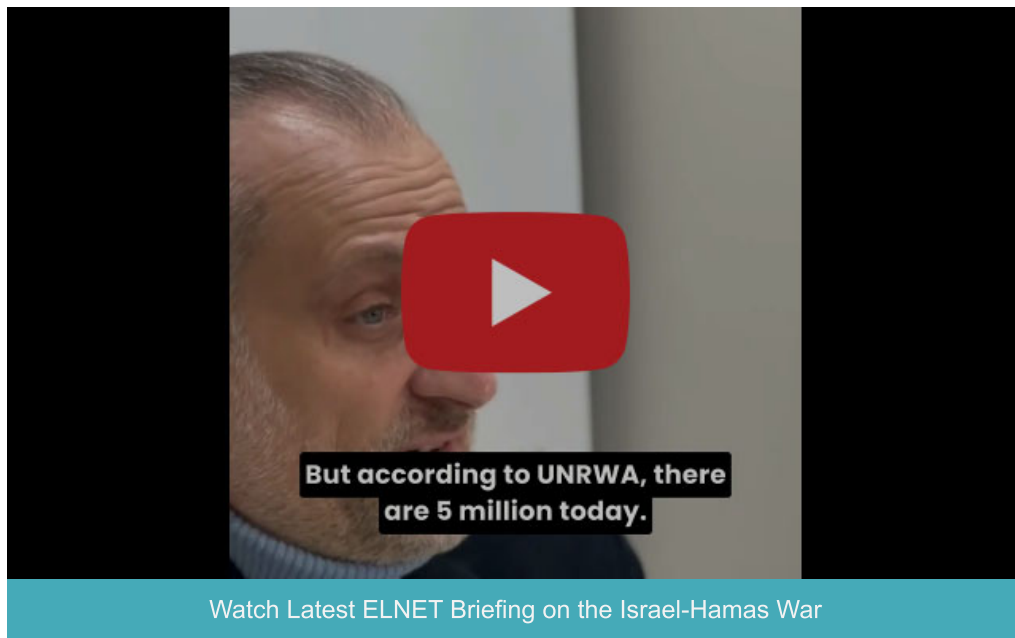 But according to UNRWA, there
are 5 million today.
Watch Latest ELNET Briefing on the Israel-Hamas War